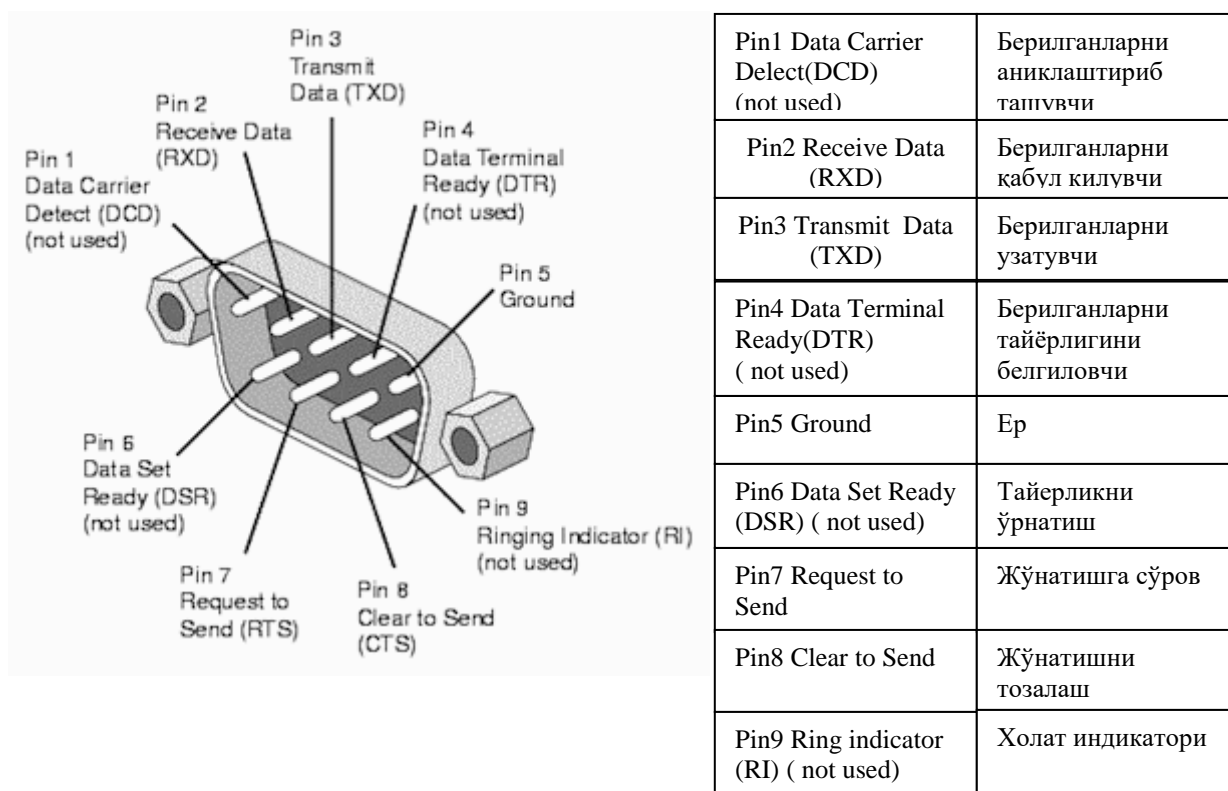 Pin 3
Transmit
Data (TXD)
Pin 2
Receive Data
(RXD)
Pin 4
Data Terminal
Ready (DTR)
(not used)
Pin 1
Data Carrier
Detect (DCD)
(not used)
Pin 5
Ground
Pin 6
Data Set
Ready (DSR)
(not used)
Pin 9
Ringing Indicator (RI)
(not used)
Pin 7
Request to
Send (RTS)
Pin 8
Clear to Send
(CTS)
Pin1 Data Carrier
Delect(DCD)
(not used)
Берилганларни
аниклаштириб
ташувчи
Pin2 Receive Data
(RXD)
Берилганларни
қабул килувчи
Pin3 Transmit Data
(TXD)
Берилганларни
узатувчи
Pin4 Data Terminal
Ready(DTR)
( not used)
Берилганларни
тайёрлигини
белгиловчи
Pin5 Ground
Ер
Pin6 Data Set Ready
(DSR) ( not used)
Тайерликни
ўрнатиш
Pin7 Request to
Send
Жўнатишга сўров
Pin8 Clear to Send
Жўнатишни
тозалаш
Pin9 Ring indicator
(RI) ( not used)
Холат индикатори